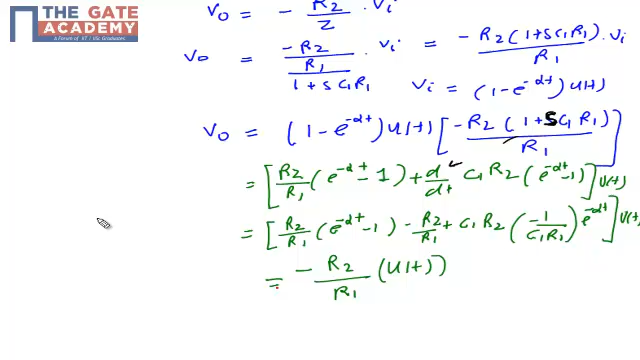 THE GATE
ACADEMY
A Forum of IIT / IISC Graduates
V₀ = - R₂/Z · Vi
V₀ = -R₂/(R₁/(1+SC₁R₁)) = -R₂(1+SC₁R₁)/R₁ · Vi
Vi = (1-e^-αt) u(t)
V₀ = (1-e^-αt) u(t) [-R₂(1+SC₁R₁)/R₁]
= [R₂/R₁ (e^-αt - 1) + d/dt C₁R₂ (e^-αt - 1)] u(t)
= [R₂/R₁ (e^-αt - 1) - R₂/R₁ + C₁R₂ (-1/C₁R₁) e^-αt] u(t)
= - R₂/R₁ (u(t))